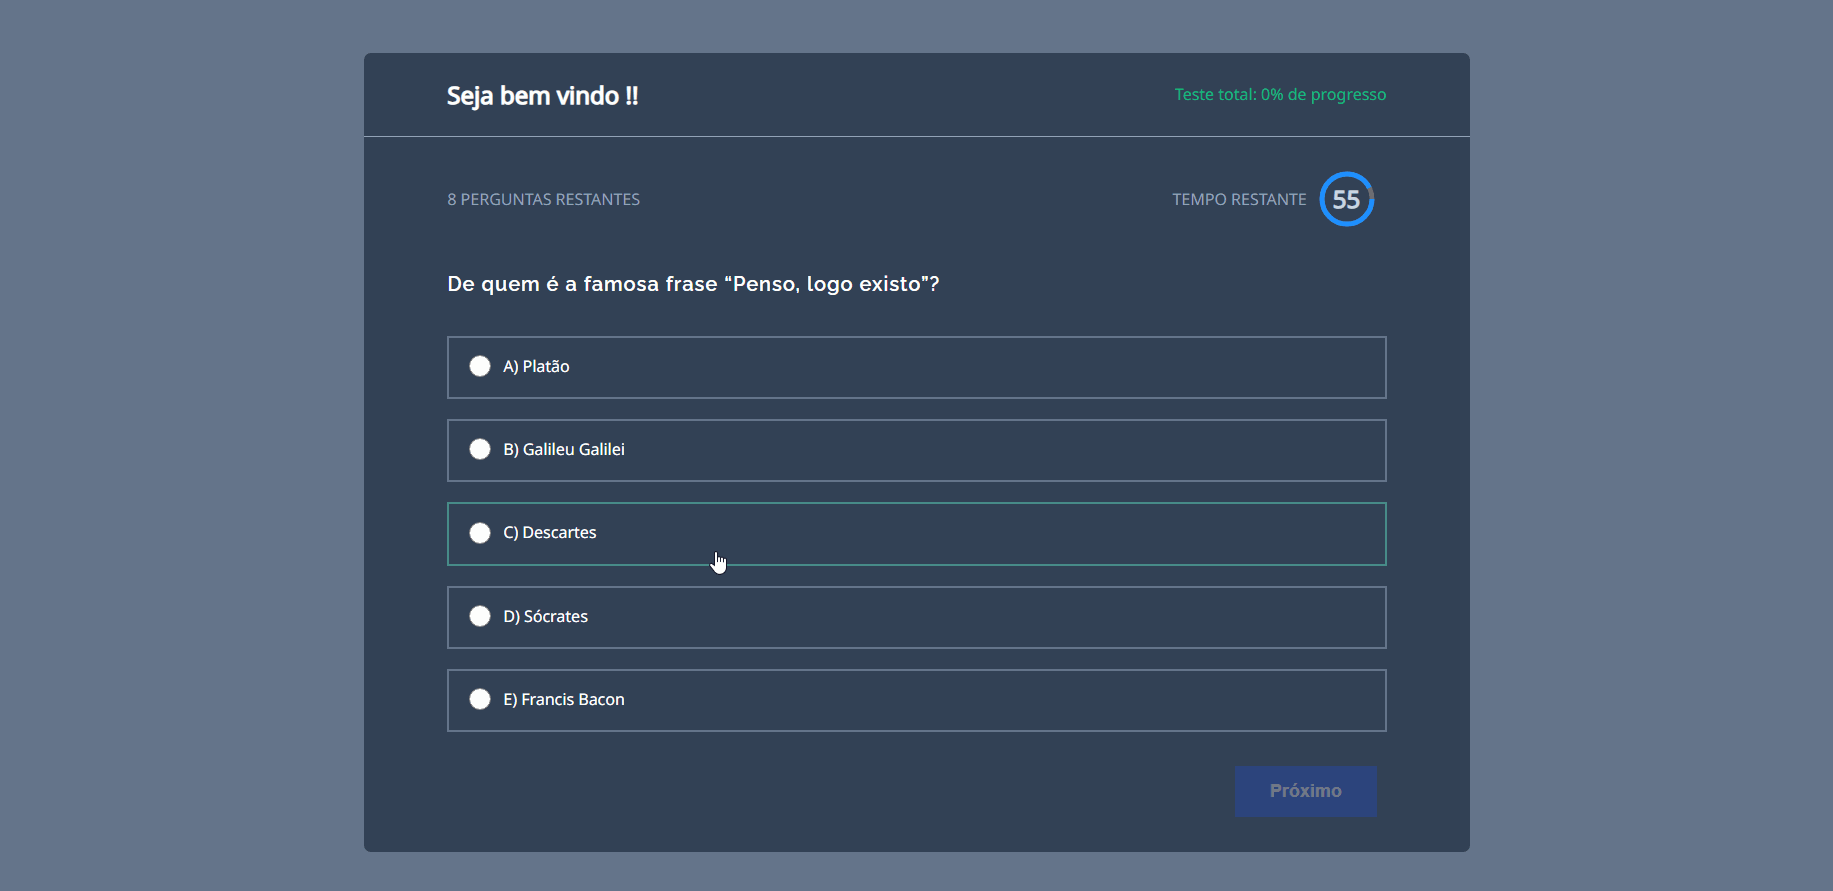 Seja bem vindo !!
Teste total: 0% de progresso
8 PERGUNTAS RESTANTES
TEMPO RESTANTE
55
De quem é a famosa frase “Penso, logo existo”?
A) Platão
B) Galileu Galilei
C) Descartes
D) Sócrates
E) Francis Bacon
Próximo